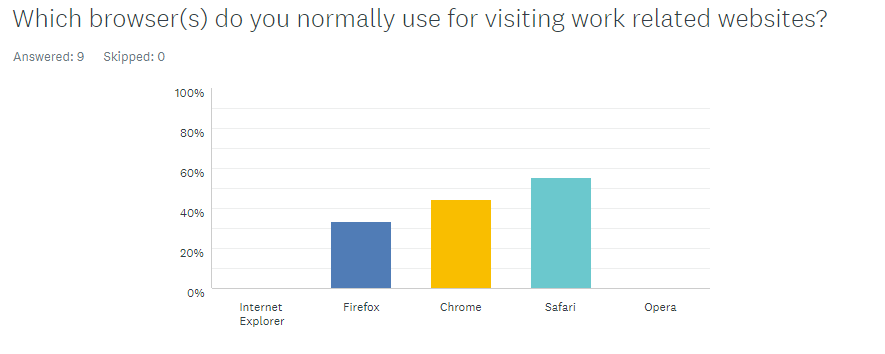 Which browser(s) do you normally use for visiting work related websites?
Answered: 9 Skipped: 0
100%
80%
60%
40%
20%
0%
Internet Explorer
Firefox
Chrome
Safari
Opera